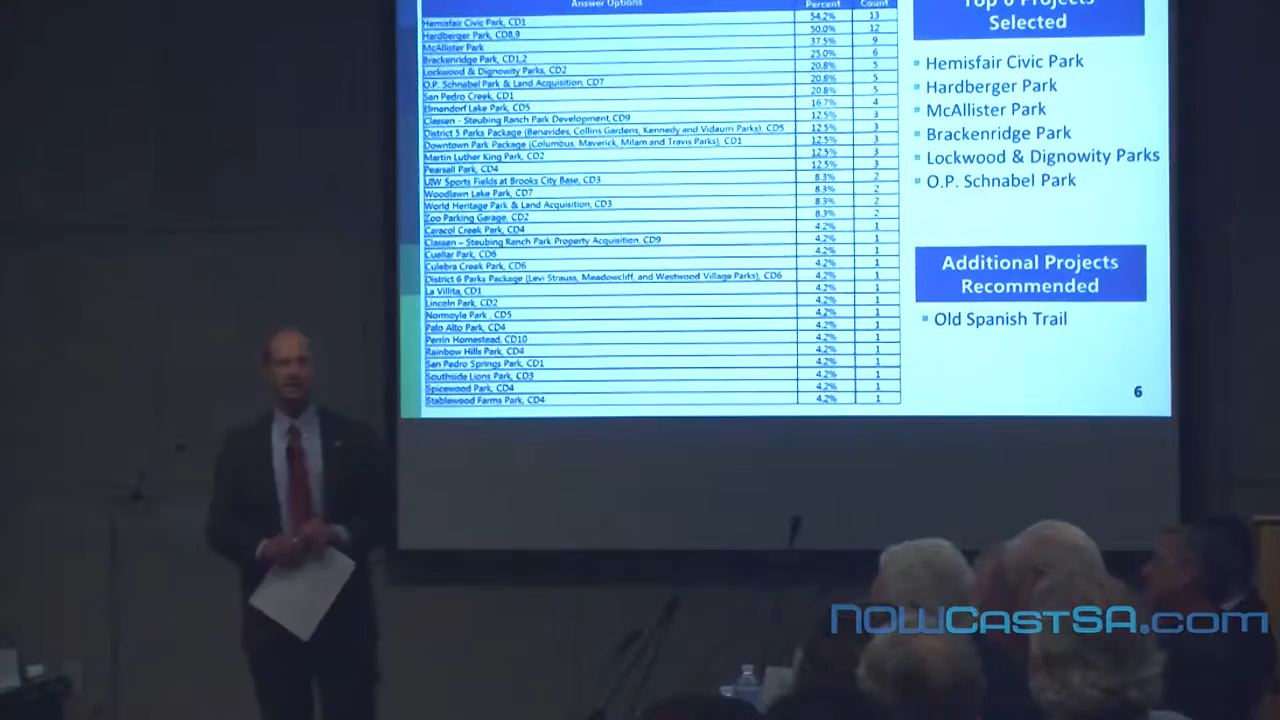 Answer Options Percent Count
Hemisfair Civic Park, CD1 54.2% 13
Hardberger Park, CD8,9 50.0% 12
McAllister Park 37.5% 9
Brackenridge Park, CD1,2 25.0% 6
Lockwood & Dignowity Parks, CD2 20.8% 5
O.P. Schnabel Park & Land Acquisition, CD7 20.8% 5
San Pedro Creek, CD1 20.8% 5
Elmendorf Lake Park, CD5 16.7% 4
Classen - Steubing Ranch Park Development, CD9 12.5% 3
District 5 Parks Package (Benavides, Collins Gardens, Kennedy and Vidaurri Parks), CD5 12.5% 3
Downtown Park Package (Columbus, Maverick, Milam and Travis Parks), CD1 12.5% 3
Martin Luther King Park, CD2 12.5% 3
Pearsall Park, CD4 12.5% 3
UIW Sports Fields at Brooks City Base, CD3 8.3% 2
Woodlawn Lake Park, CD7 8.3% 2
World Heritage Park & Land Acquisition, CD3 8.3% 2
Zoo Parking Garage, CD2 8.3% 2
Caracol Creek Park, CD4 4.2% 1
Classen – Steubing Ranch Park Property Acquisition, CD9 4.2% 1
Cuellar Park, CD6 4.2% 1
Culebra Creek Park, CD6 4.2% 1
District 6 Parks Package (Levi Strauss, Meadowcliff, and Westwood Village Parks), CD6 4.2% 1
La Villita, CD1 4.2% 1
Lincoln Park, CD2 4.2% 1
Normoyle Park , CD5 4.2% 1
Palo Alto Park, CD4 4.2% 1
Perrin Homestead, CD10 4.2% 1
Rainbow Hills Park, CD4 4.2% 1
San Pedro Springs Park, CD1 4.2% 1
Southside Lions Park, CD3 4.2% 1
Spicewood Park, CD4 4.2% 1
Stablewood Farms Park, CD4 4.2% 1
Top 6 Projects
Selected
Hemisfair Civic Park
Hardberger Park
McAllister Park
Brackenridge Park
Lockwood & Dignowity Parks
O.P. Schnabel Park
Additional Projects
Recommended
Old Spanish Trail
6
NOWCASTSA.com